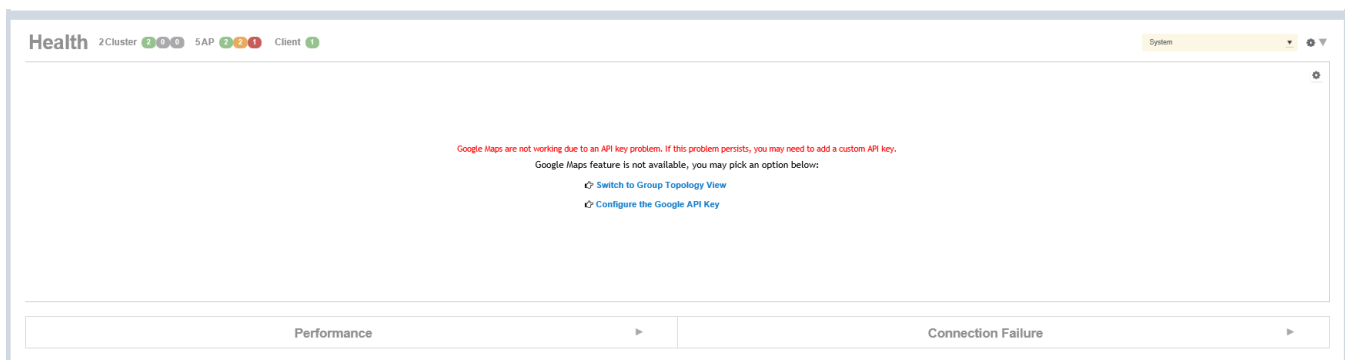 Health 2Cluster 2 0 0 5AP 2 2 1 Client 1 System
Google Maps are not working due to an API key problem. If this problem persists, you may need to add a custom API key.
Google Maps feature is not available, you may pick an option below:
Switch to Group Topology View
Configure the Google API Key
Performance Connection Failure